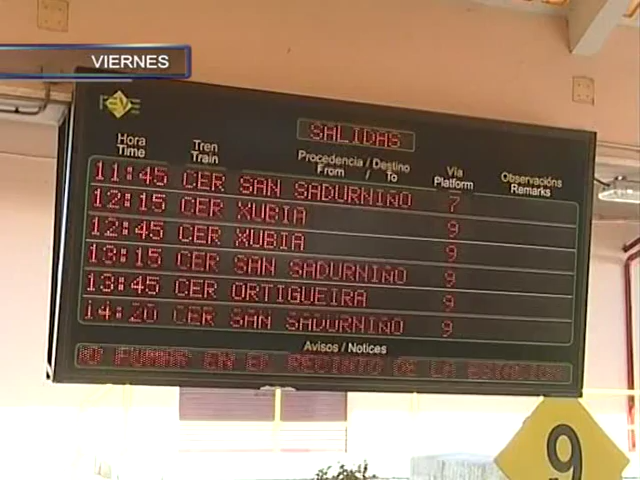 VIERNES
FEVE
SALIDAS
Hora Tren Procedencia / Destino Vía Observacións
Time Train From / To Platform Remarks
11:45 CER SAN SADURNIÑO 7
12:15 CER XUBIA 9
12:45 CER XUBIA 9
13:15 CER SAN SADURNIÑO 9
13:45 CER ORTIGUEIRA 9
14:20 CER SAN SADURNIÑO 9
Avisos / Notices
NO FUMAR EN EL RECINTO DE LA ESTACION
9